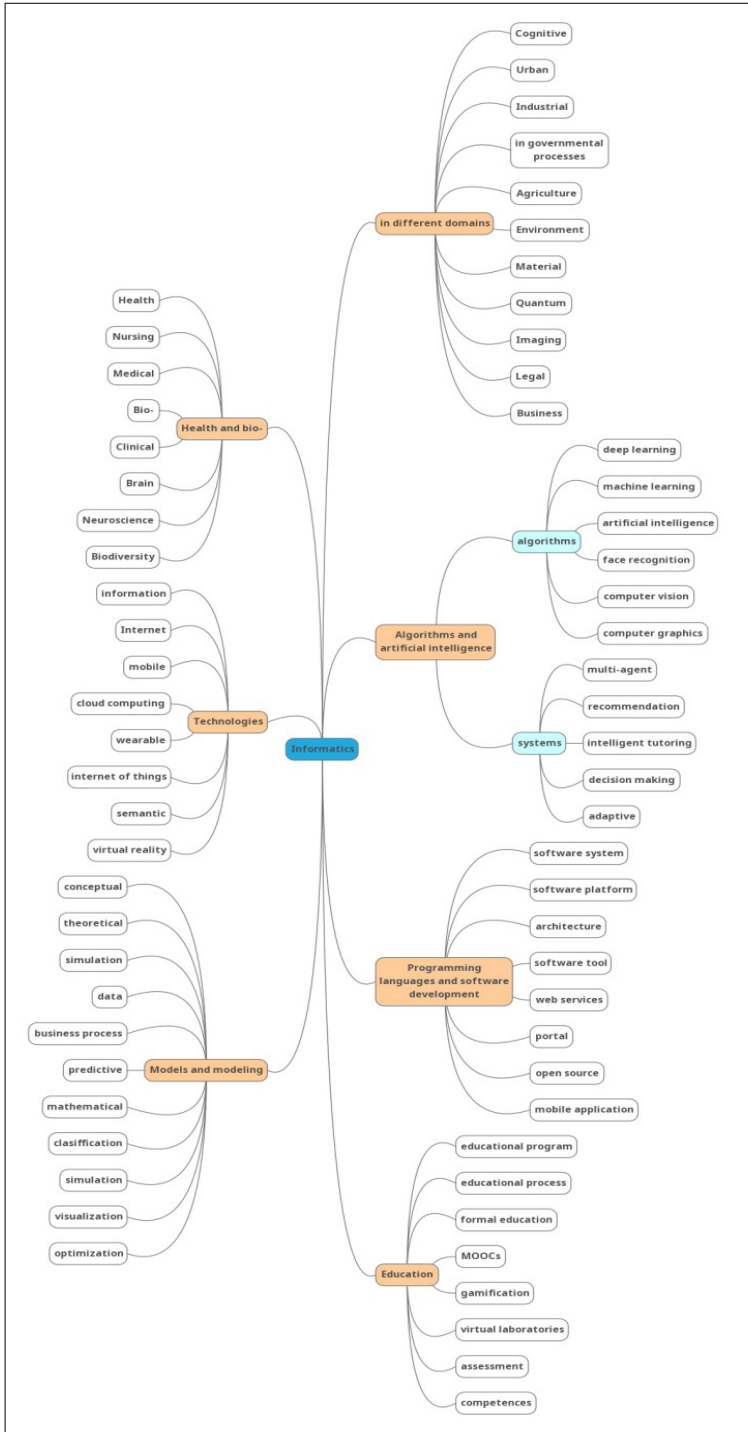 Cognitive
Urban
Industrial
in governmental
processes
Agriculture
Environment
Material
Quantum
Imaging
Legal
Business
in different domains
Health
Nursing
Medical
Bio-
Clinical
Brain
Neuroscience
Biodiversity
Health and bio-
deep learning
machine learning
artificial intelligence
face recognition
computer vision
computer graphics
algorithms
Algorithms and
artificial intelligence
multi-agent
recommendation
intelligent tutoring
decision making
adaptive
systems
information
Internet
mobile
cloud computing
wearable
internet of things
semantic
virtual reality
Technologies
Informatics
software system
software platform
architecture
software tool
web services
portal
open source
mobile application
Programming
languages and software
development
conceptual
theoretical
simulation
data
business process
predictive
mathematical
clasiffication
simulation
visualization
optimization
Models and modeling
educational program
educational process
formal education
MOOCs
gamification
virtual laboratories
assessment
competences
Education